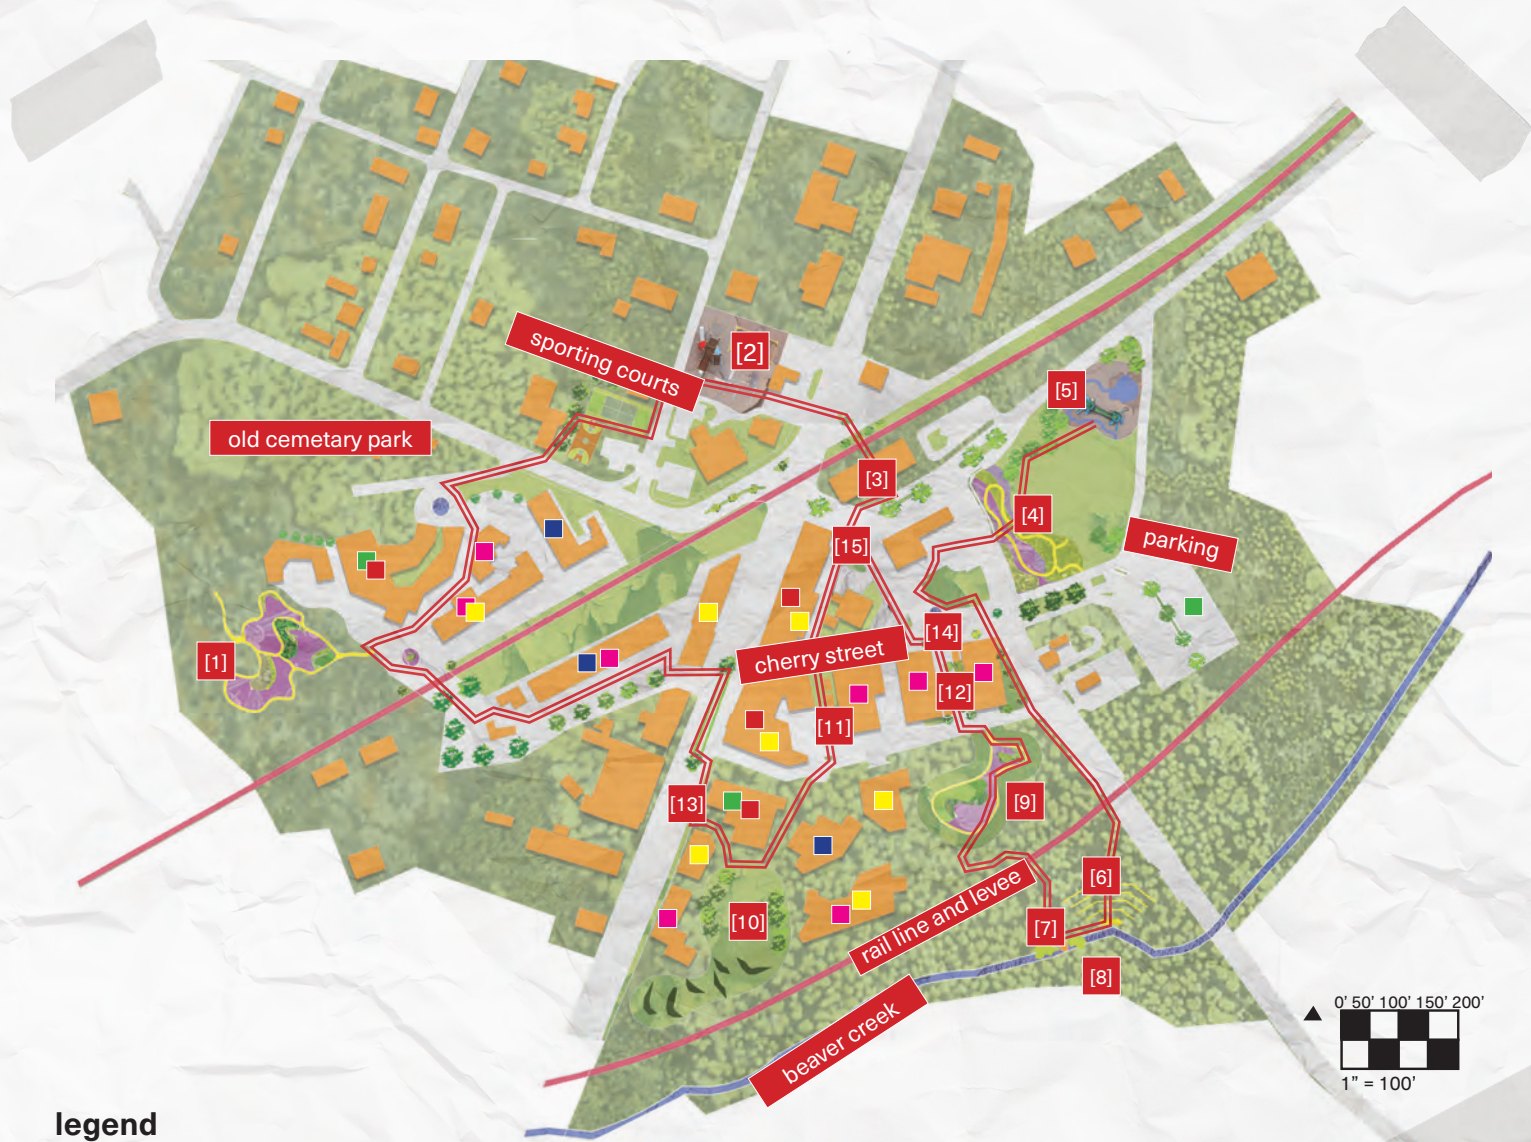 [2]
sporting courts
[5]
old cemetary park
[3]
[4]
parking
[15]
[14]
cherry street
[1]
[12]
[11]
[13]
[9]
[6]
rail line and levee
[10]
[7]
[8]
beaver creek
0' 50' 100' 150' 200'
1" = 100'
legend